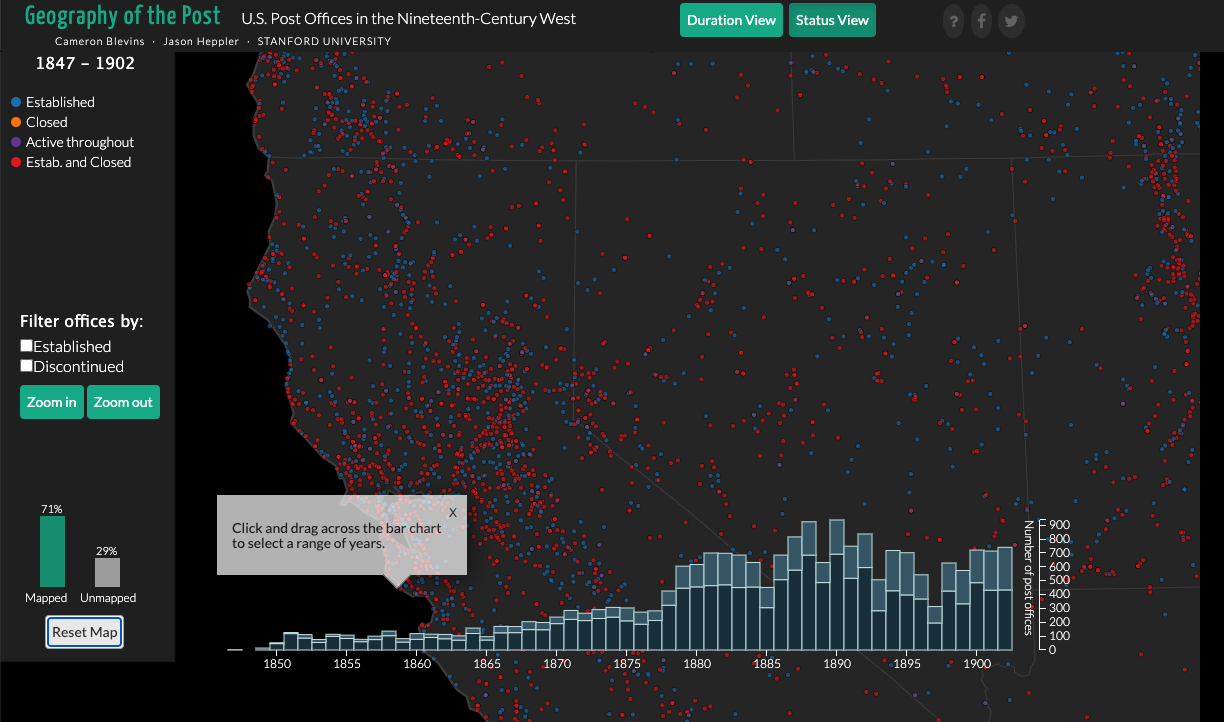 Geography of the Post
U.S. Post Offices in the Nineteenth-Century West
Duration View
Status View
?
Cameron Blevins · Jason Heppler · STANFORD UNIVERSITY
1847 – 1902
Established
Closed
Active throughout
Estab. and Closed
Filter offices by:
Established
Discontinued
Zoom in
Zoom out
71%
29%
Mapped
Unmapped
Reset Map
X
Click and drag across the bar chart
to select a range of years.
Number of post offices
900
800
700
600
500
400
300
200
100
0
1850 1855 1860 1865 1870 1875 1880 1885 1890 1895 1900